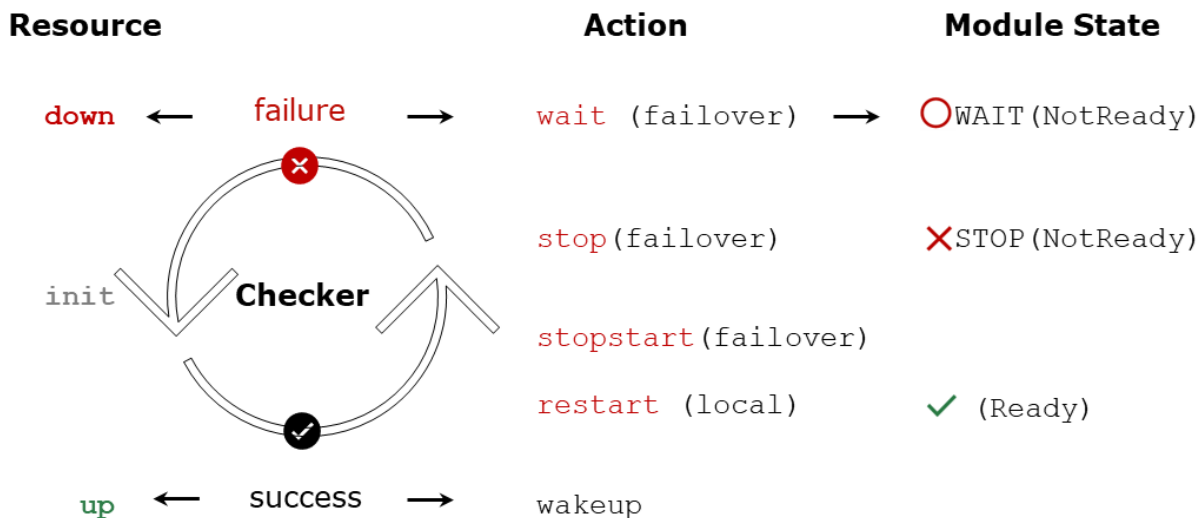 Resource Action Module State
down failure wait (failover) WAIT(NotReady)
stop(failover) STOP(NotReady)
init Checker
stopstart(failover)
restart (local) (Ready)
up success wakeup